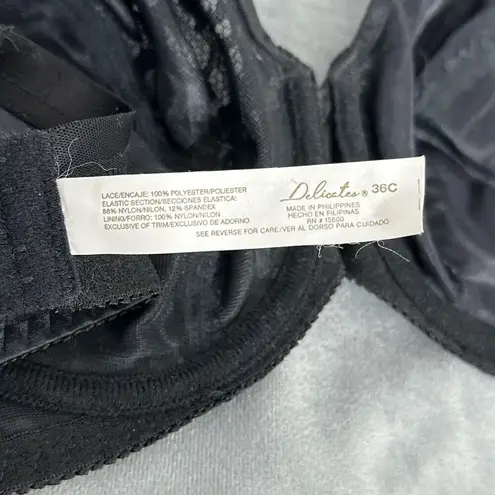 LACE/ENCAJE: 100% POLYESTER/POLIESTER
ELASTIC SECTION/SECCIONES ELASTICA:
88% NYLON/NILON, 12% SPANDEX
LINING/FORRO: 100% NYLON/NILON
EXCLUSIVE OF TRIM/EXCLUSIVO DE ADORNO
Delicates® 36C
MADE IN PHILIPPINES
HECHO EN FILIPINAS
RN # 15600
SEE REVERSE FOR CARE/VER AL DORSO PARA CUIDADO